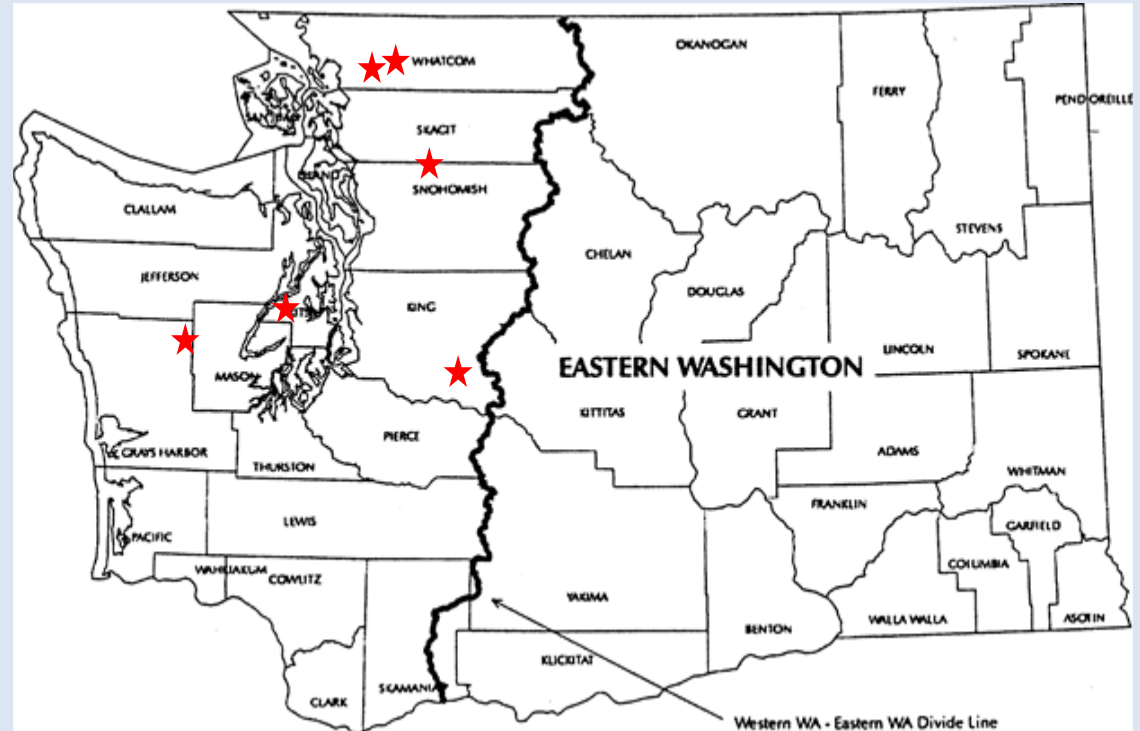 OKANOGAN
WHATCOM
FERRY
PEND OREILLE
SKAGIT
SNOHOMISH
CLALLAM
STEVENS
CHELAN
JEFFERSON
DOUGLAS
KING
EASTERN WASHINGTON
LINCOLN
SPOKANE
MASON
KITTITAS
GRANT
PIERCE
GRAYS HARBOR
THURSTON
ADAMS
WHITMAN
FRANKLIN
LEWIS
GARFIELD
PACIFIC
WAHKIAKUM
COWLITZ
COLUMBIA
YAKIMA
WALLA WALLA
ASOTIN
BENTON
KLICKITAT
SKAMANIA
CLARK
Western WA - Eastern WA Divide Line